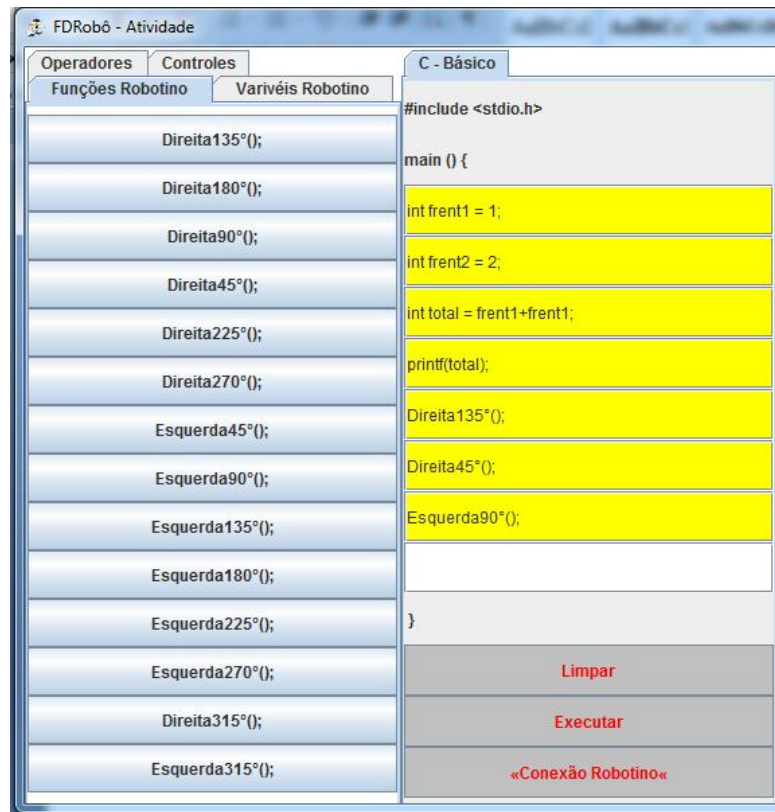 FDRobô - Atividade
Operadores
Controles
Funções Robotino
Varivéis Robotino
Direita135°();
Direita180°();
Direita90°();
Direita45°();
Direita225°();
Direita270°();
Esquerda45°();
Esquerda90°();
Esquerda135°();
Esquerda180°();
Esquerda225°();
Esquerda270°();
Direita315°();
Esquerda315°();
C - Básico
#include <stdio.h>
main () {
int frent1 = 1;
int frent2 = 2;
int total = frent1+frent1;
printf(total);
Direita135°();
Direita45°();
Esquerda90°();
}
Limpar
Executar
«Conexão Robotino«